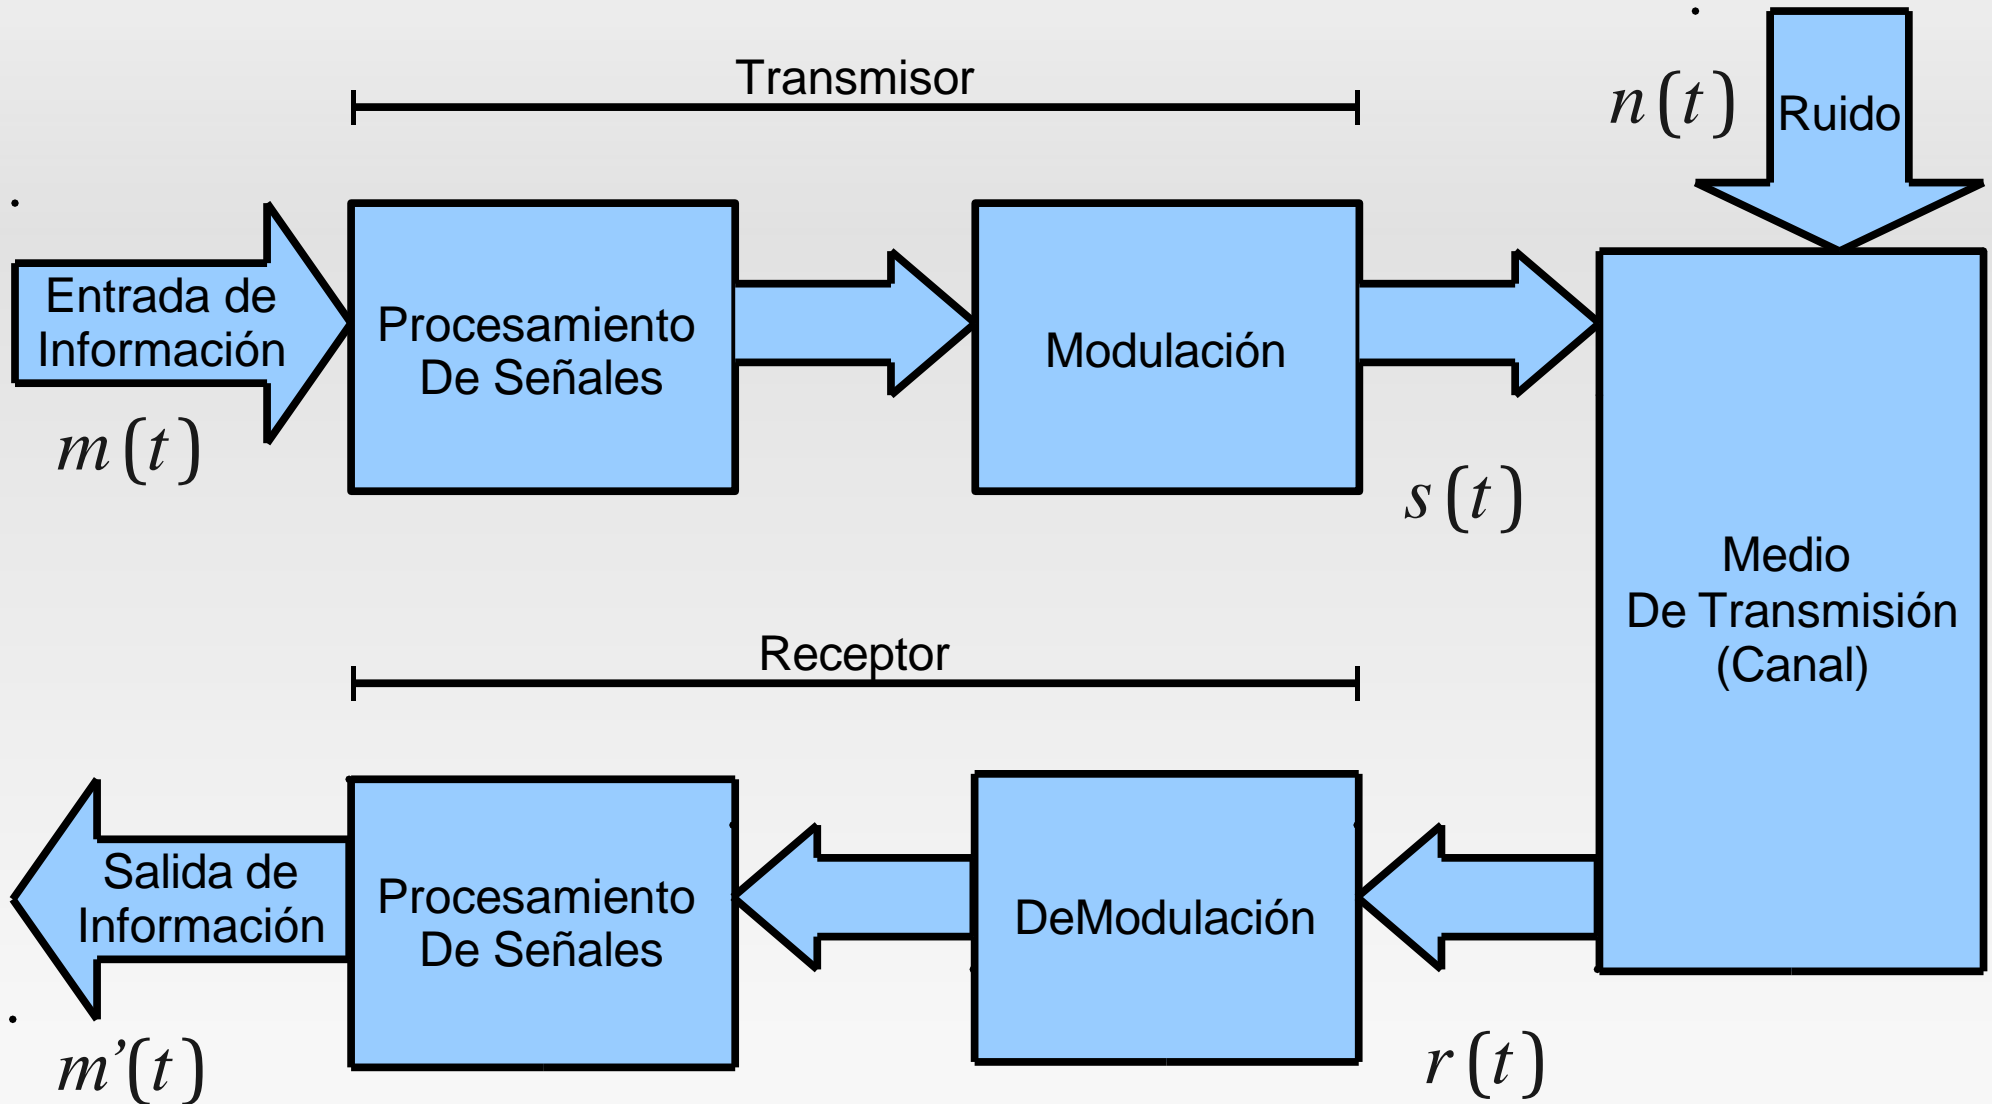 Transmisor
n(t)
Ruido
Entrada de
Información
m(t)
Procesamiento
De Señales
Modulación
s(t)
Medio
De Transmisión
(Canal)
Receptor
Salida de
Información
m’(t)
Procesamiento
De Señales
DeModulación
r(t)